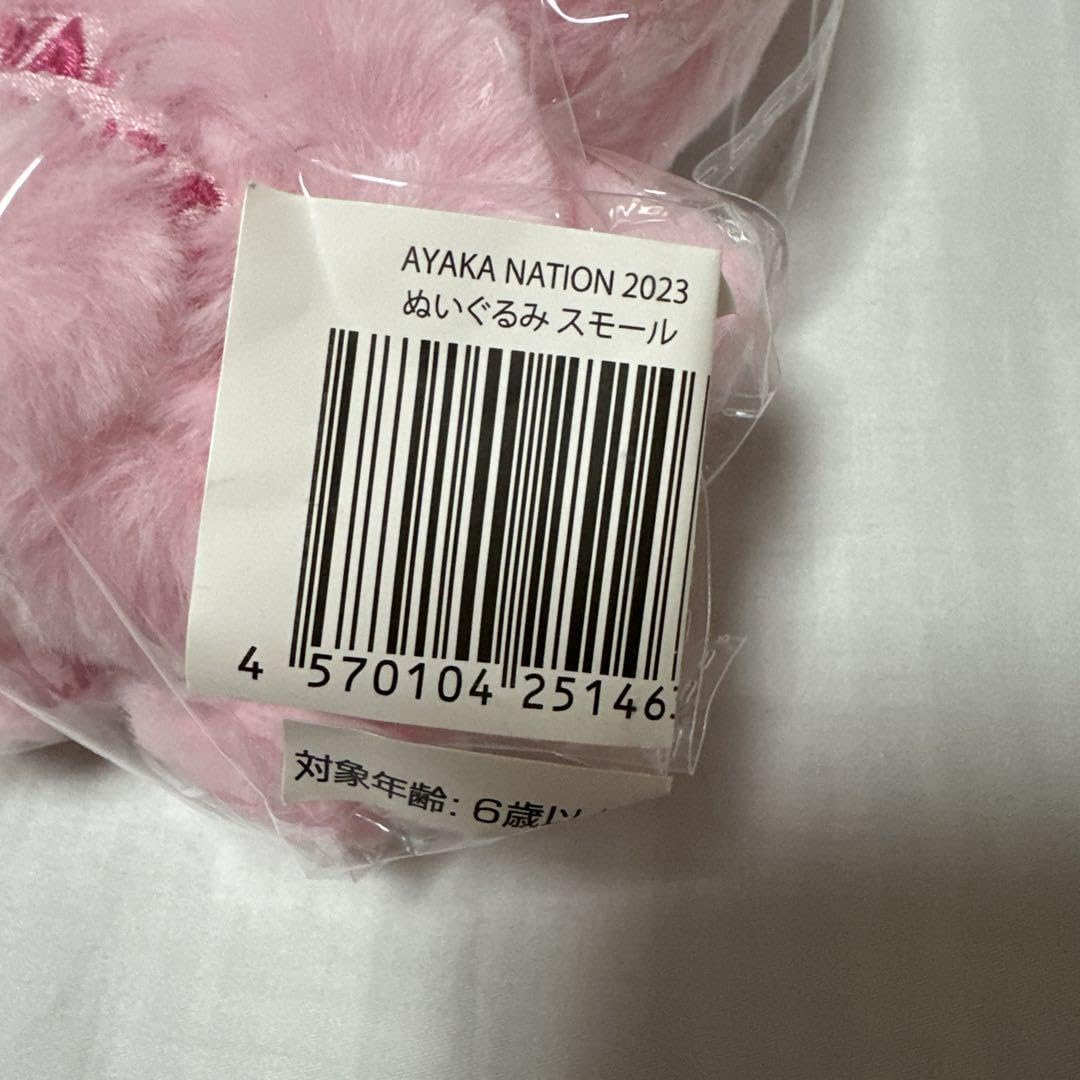 AYAKA NATION 2023
ぬいぐるみ スモール
4 570104 25146
対象年齢: 6歳以